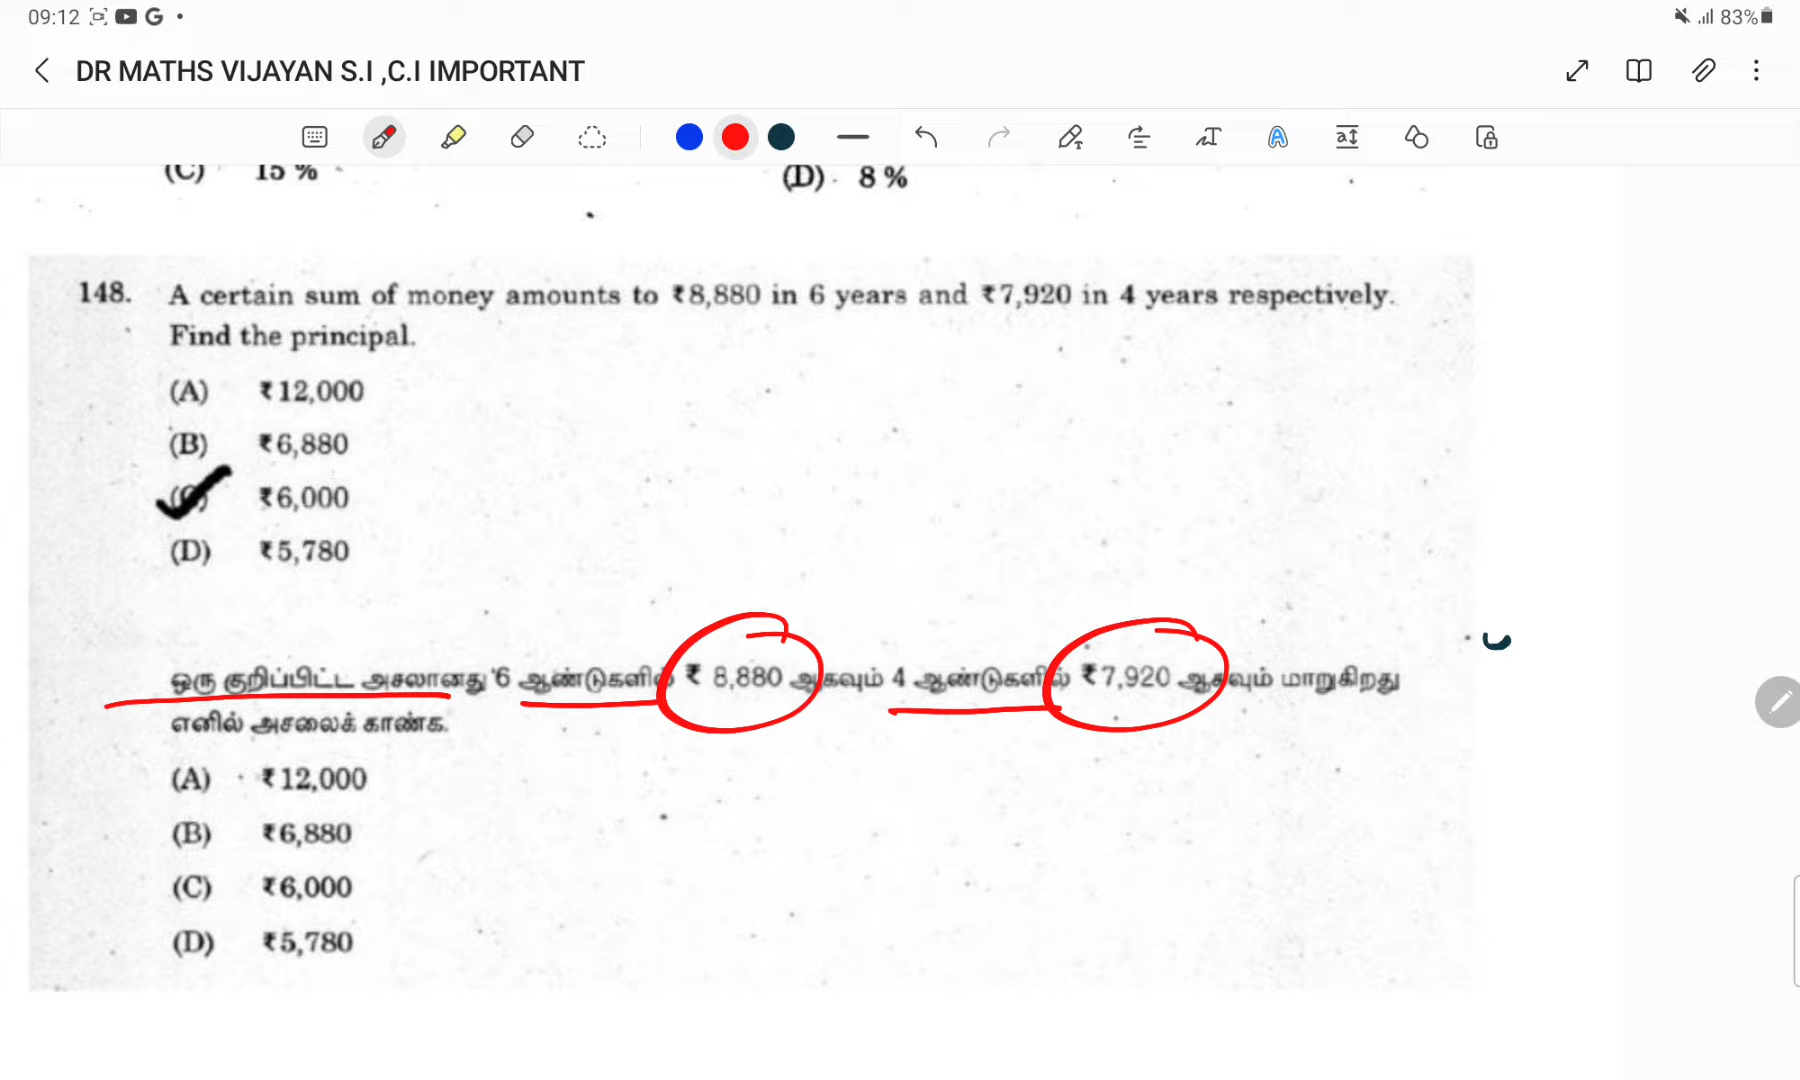 09:12
83%
DR MATHS VIJAYAN S.I ,C.I IMPORTANT
(C) 15 % (D) 8 %
148. A certain sum of money amounts to ₹8,880 in 6 years and ₹7,920 in 4 years respectively.
Find the principal.
(A) ₹12,000
(B) ₹6,880
(C) ₹6,000
(D) ₹5,780
ஒரு குறிப்பிட்ட அசலானது 6 ஆண்டுகளில் ₹ 8,880 ஆகவும் 4 ஆண்டுகளில் ₹7,920 ஆகவும் மாறுகிறது
எனில் அசலைக் காண்க.
(A) ₹12,000
(B) ₹6,880
(C) ₹6,000
(D) ₹5,780